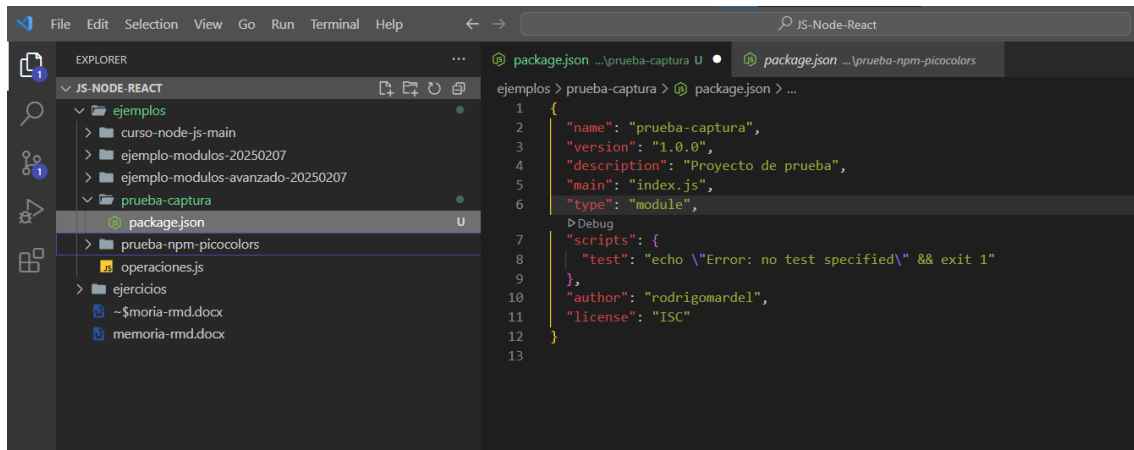 File Edit Selection View Go Run Terminal Help
JS-Node-React
EXPLORER
JS-NODE-REACT
ejemplos
curso-node-js-main
ejemplo-modulos-20250207
ejemplo-modulos-avanzado-20250207
prueba-captura
package.json U
prueba-npm-picocolors
JS operaciones.js
ejercicios
~$moria-rmd.docx
memoria-rmd.docx
1
1
package.json ...\prueba-captura U
package.json ...\prueba-npm-picocolors
ejemplos > prueba-captura > package.json > ...
1 {
2 "name": "prueba-captura",
3 "version": "1.0.0",
4 "description": "Proyecto de prueba",
5 "main": "index.js",
6 "type": "module",
Debug
7 "scripts": {
8 "test": "echo \"Error: no test specified\" && exit 1"
9 },
10 "author": "rodrigomardel",
11 "license": "ISC"
12 }
13